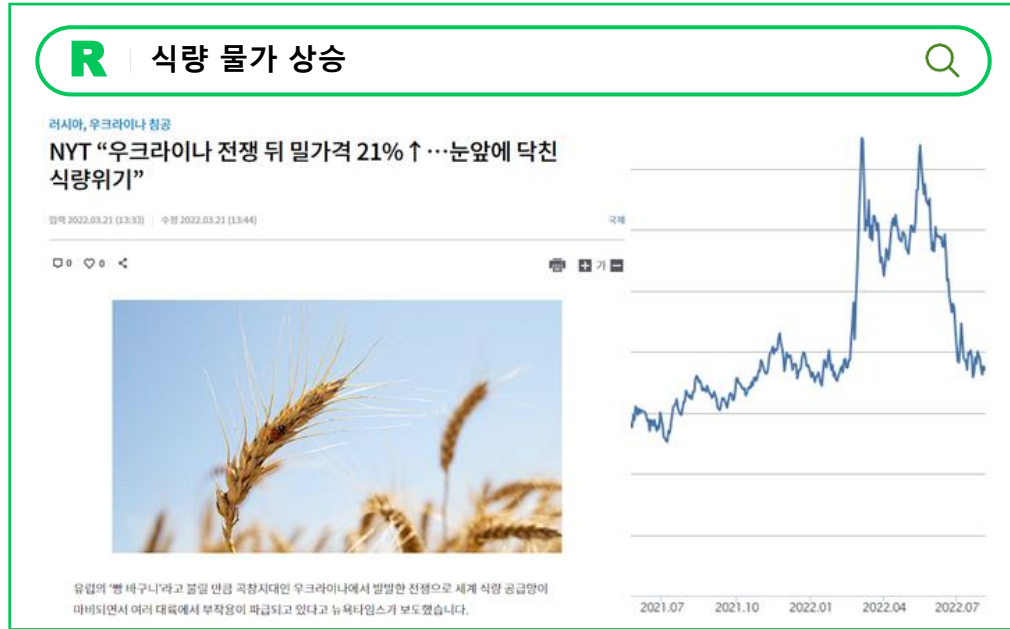 R 식량 물가 상승
러시아, 우크라이나 침공
NYT “우크라이나 전쟁 뒤 밀가격 21%↑…눈앞에 닥친
식량위기”
입력 2022.03.21 (13:33) | 수정 2022.03.21 (13:44)
국제
0 0
가
유럽의 ‘빵 바구니’라고 불릴 만큼 곡창지대인 우크라이나에서 발발한 전쟁으로 세계 식량 공급망이
마비되면서 여러 대륙에서 부작용이 파급되고 있다고 뉴욕타임스가 보도했습니다.
2021.07 2021.10 2022.01 2022.04 2022.07